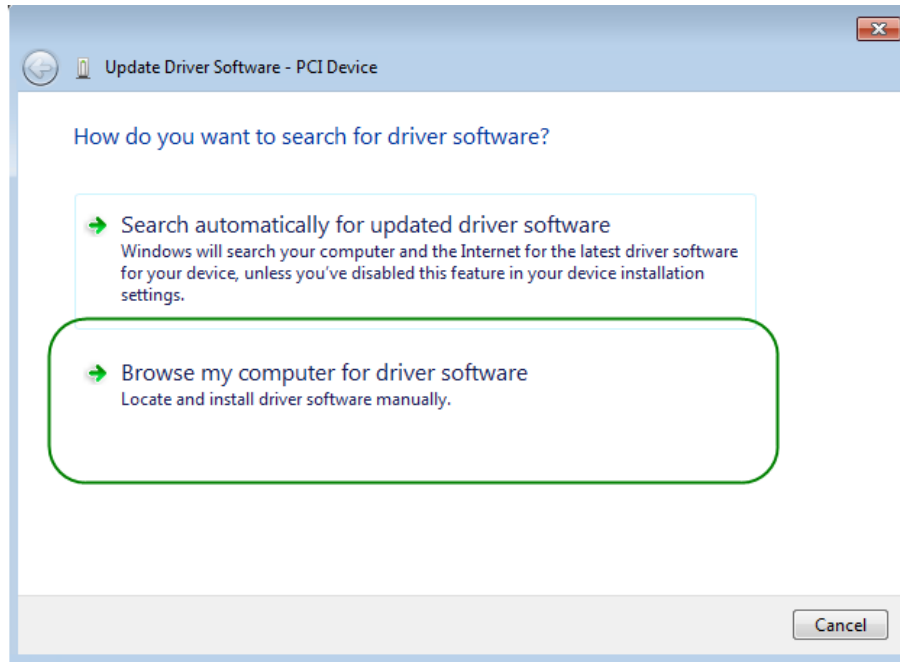 Update Driver Software - PCI Device
How do you want to search for driver software?
Search automatically for updated driver software
Windows will search your computer and the Internet for the latest driver software
for your device, unless you've disabled this feature in your device installation
settings.
Browse my computer for driver software
Locate and install driver software manually.
Cancel